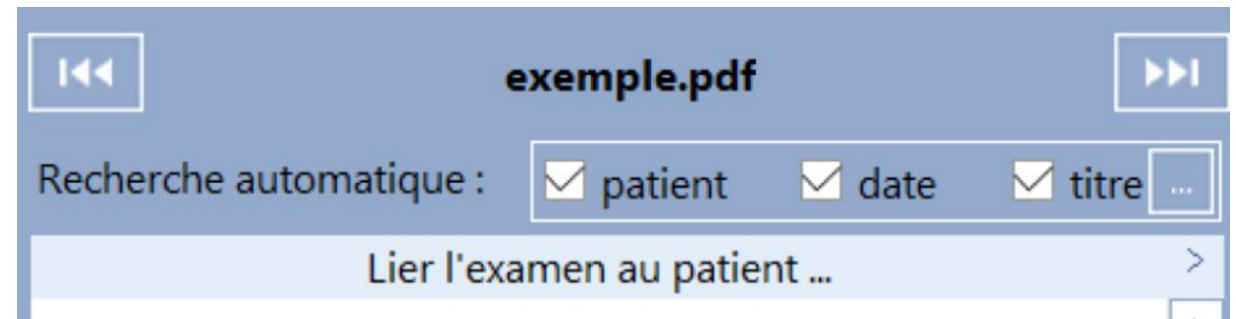 exemple.pdf
Recherche automatique : patient date titre ...
Lier l'examen au patient ... >